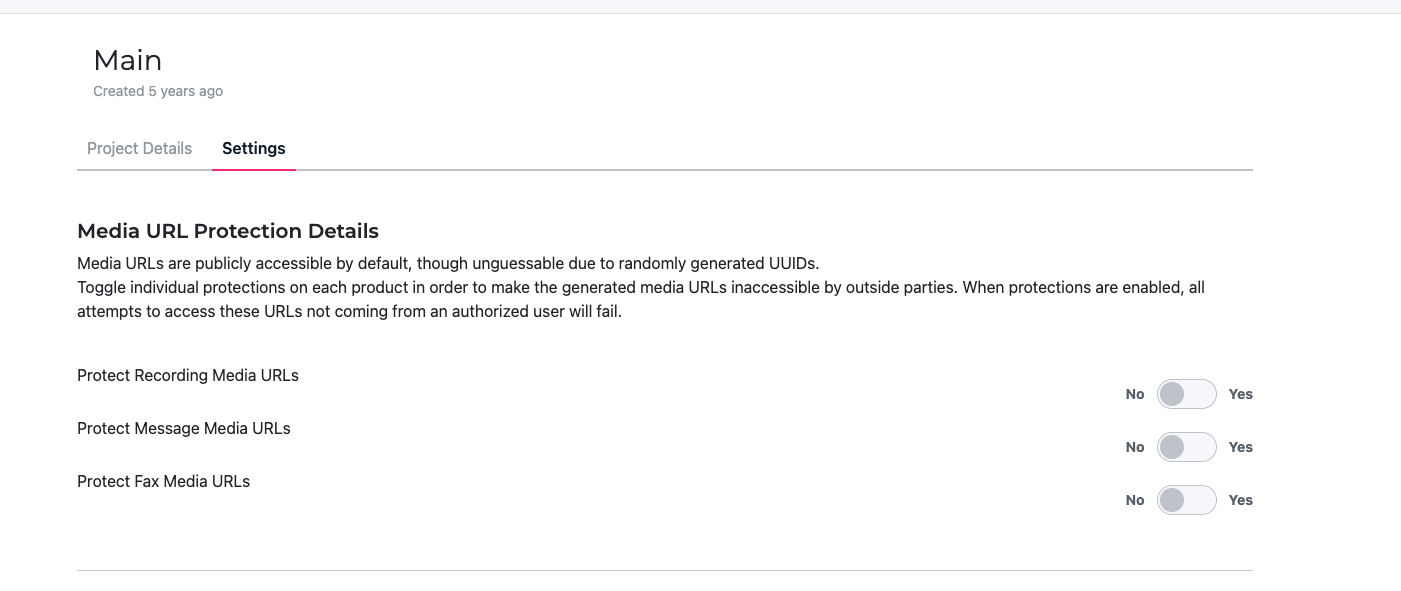 Main
Created 5 years ago
Project Details
Settings
Media URL Protection Details
Media URLs are publicly accessible by default, though unguessable due to randomly generated UUIDs.
Toggle individual protections on each product in order to make the generated media URLs inaccessible by outside parties. When protections are enabled, all
attempts to access these URLs not coming from an authorized user will fail.
Protect Recording Media URLs
No Yes
Protect Message Media URLs
No Yes
Protect Fax Media URLs
No Yes